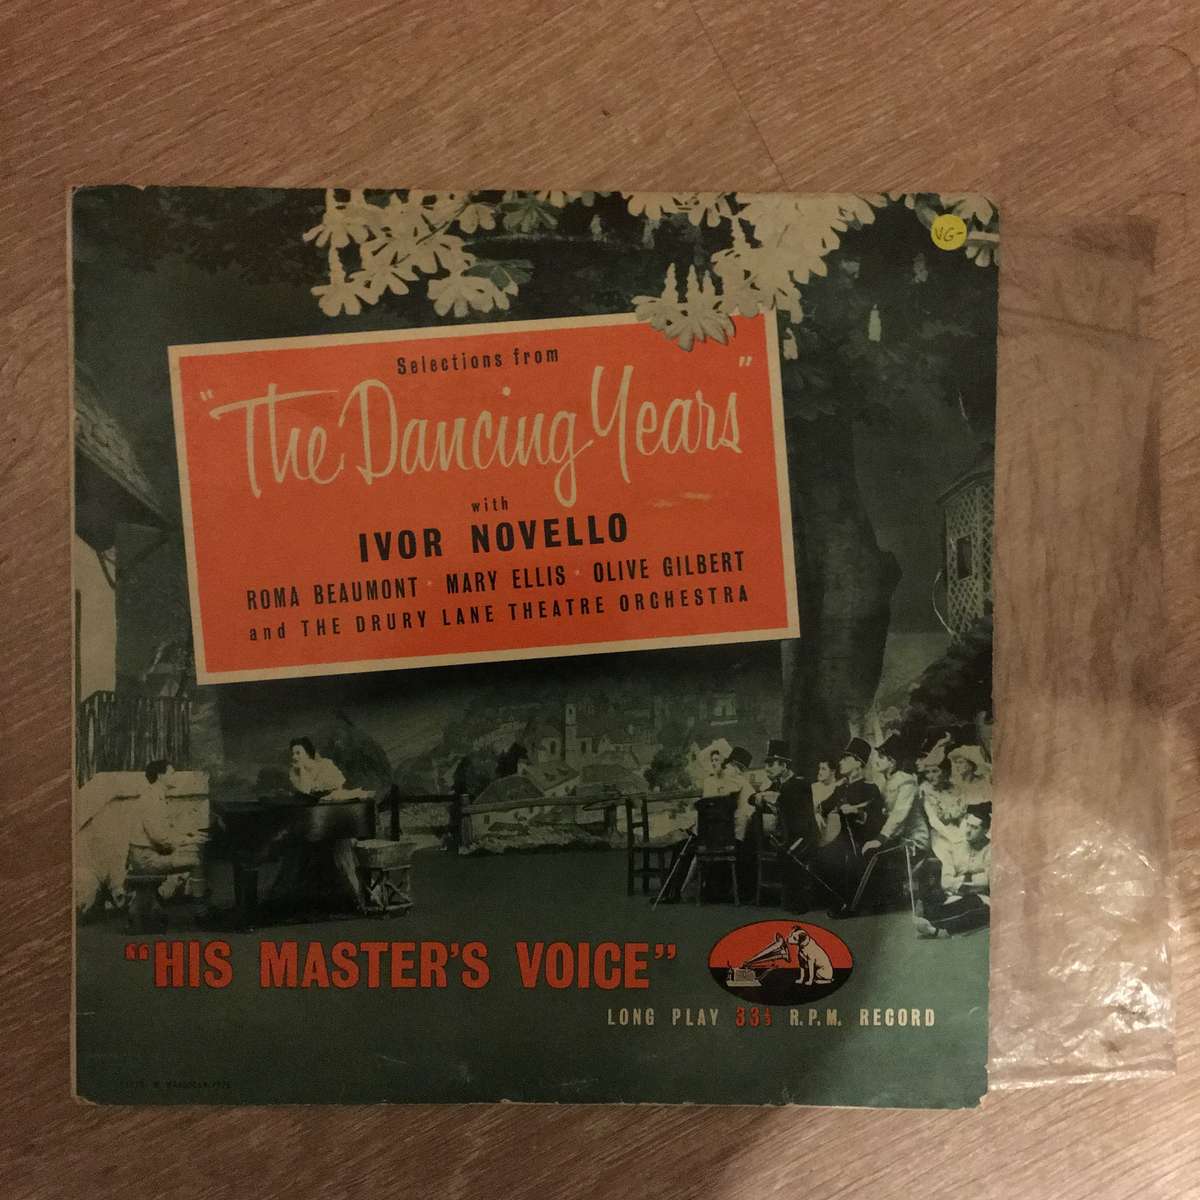 VG-
Selections from
"The Dancing Years"
with
IVOR NOVELLO
ROMA BEAUMONT · MARY ELLIS · OLIVE GILBERT
and THE DRURY LANE THEATRE ORCHESTRA
"HIS MASTER'S VOICE"
LONG PLAY 33⅓ R.P.M. RECORD